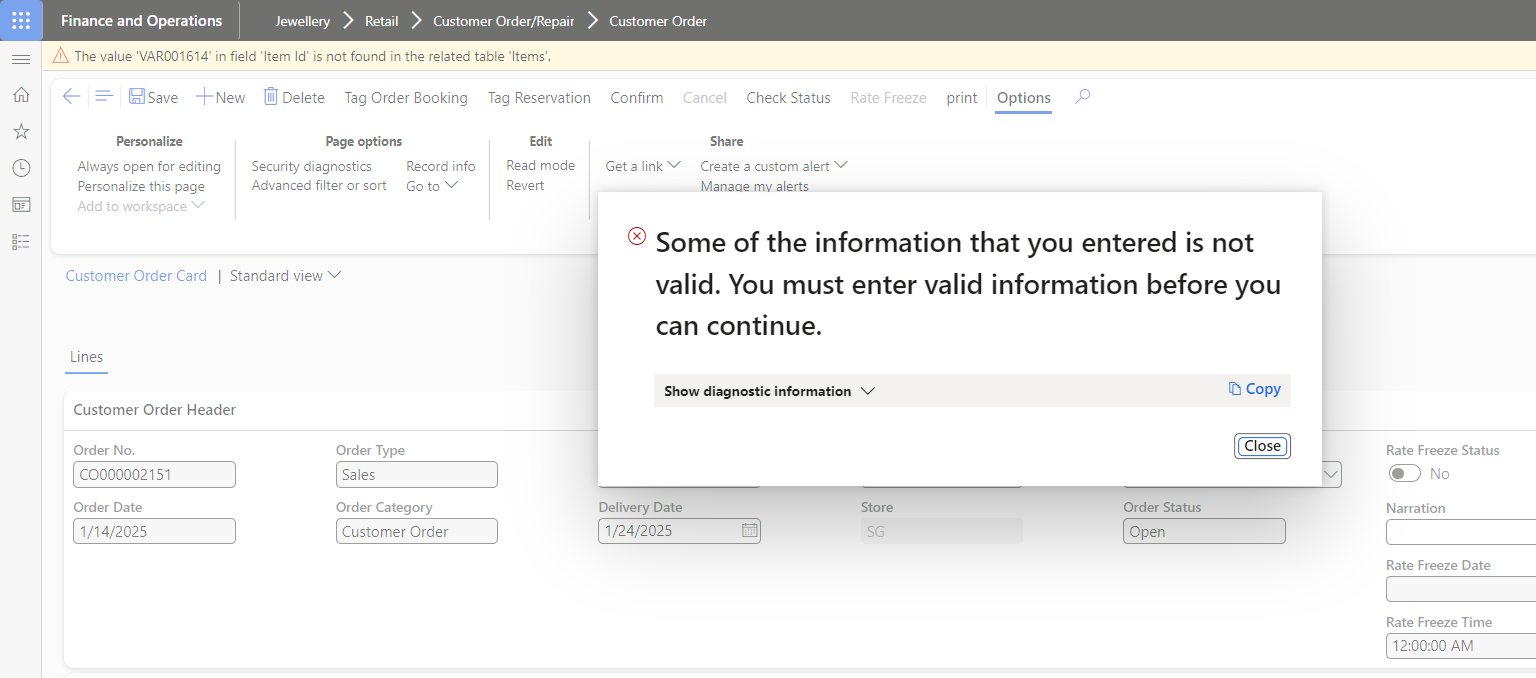 Finance and Operations
Jewellery
Retail
Customer Order/Repair
Customer Order
The value 'VAR001614' in field 'Item Id' is not found in the related table 'Items'.
Save
New
Delete
Tag Order Booking
Tag Reservation
Confirm
Cancel
Check Status
Rate Freeze
print
Options
Personalize
Always open for editing
Personalize this page
Add to workspace
Page options
Security diagnostics
Advanced filter or sort
Record info
Go to
Edit
Read mode
Revert
Share
Get a link
Create a custom alert
Manage my alerts
Some of the information that you entered is not
valid. You must enter valid information before you
can continue.
Show diagnostic information
Copy
Close
Customer Order Card | Standard view
Lines
Customer Order Header
Order No.
CO000002151
Order Type
Sales
Rate Freeze Status
No
Order Date
1/14/2025
Order Category
Customer Order
Delivery Date
1/24/2025
Store
SG
Order Status
Open
Narration
Rate Freeze Date
Rate Freeze Time
12:00:00 AM